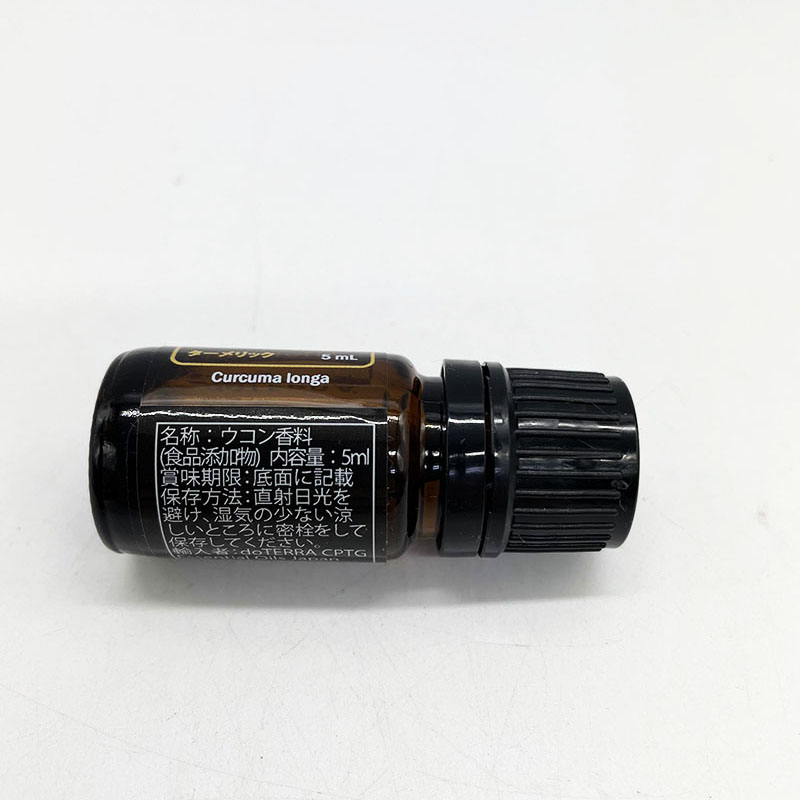 ターメリック 5 mL
Curcuma longa
名称：ウコン香料
(食品添加物) 内容量：5ml
賞味期限：底面に記載
保存方法：直射日光を
避け、湿気の少ない涼
しいところに密栓をして
保存してください。
輸入者：doTERRA CPTG
Oils Japan